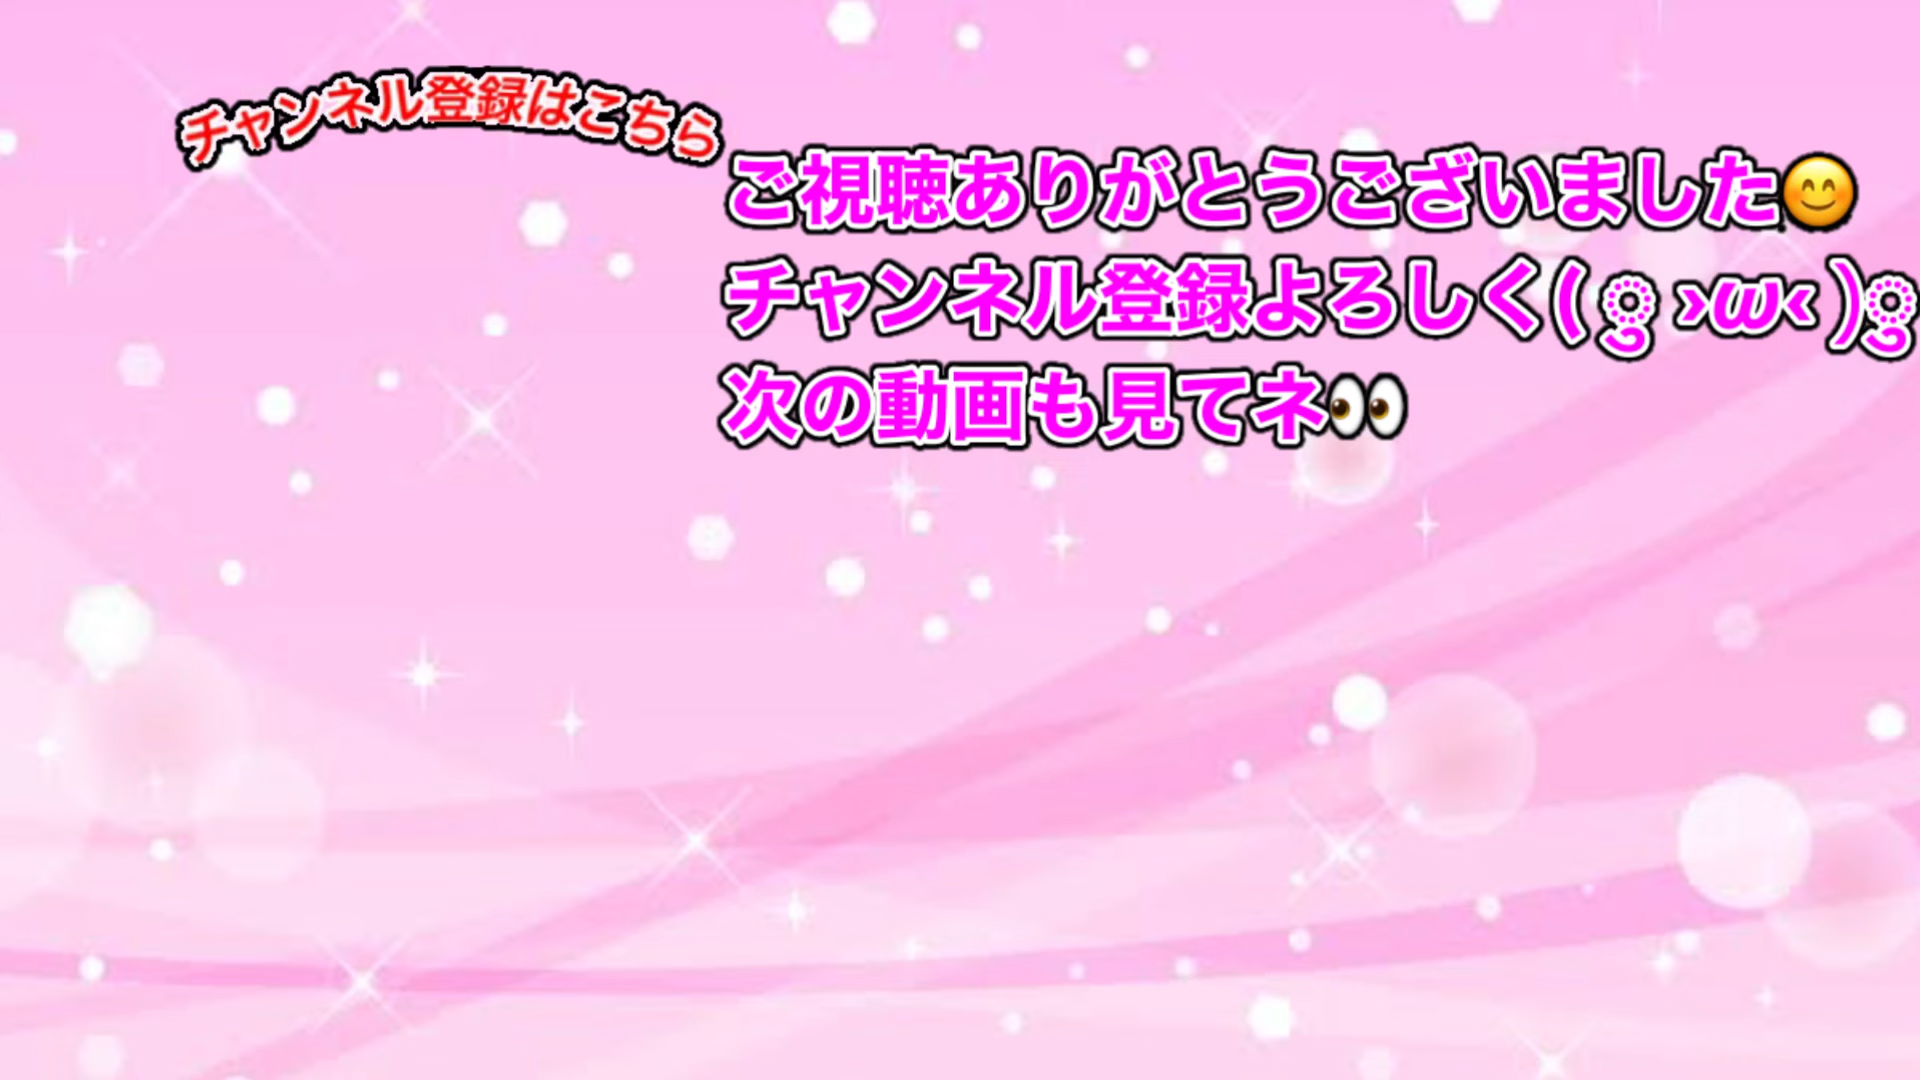 チャンネル登録はこちら
ご視聴ありがとうございました😊
チャンネル登録よろしく( ू ›ω‹ ) ू
次の動画も見てネ👀